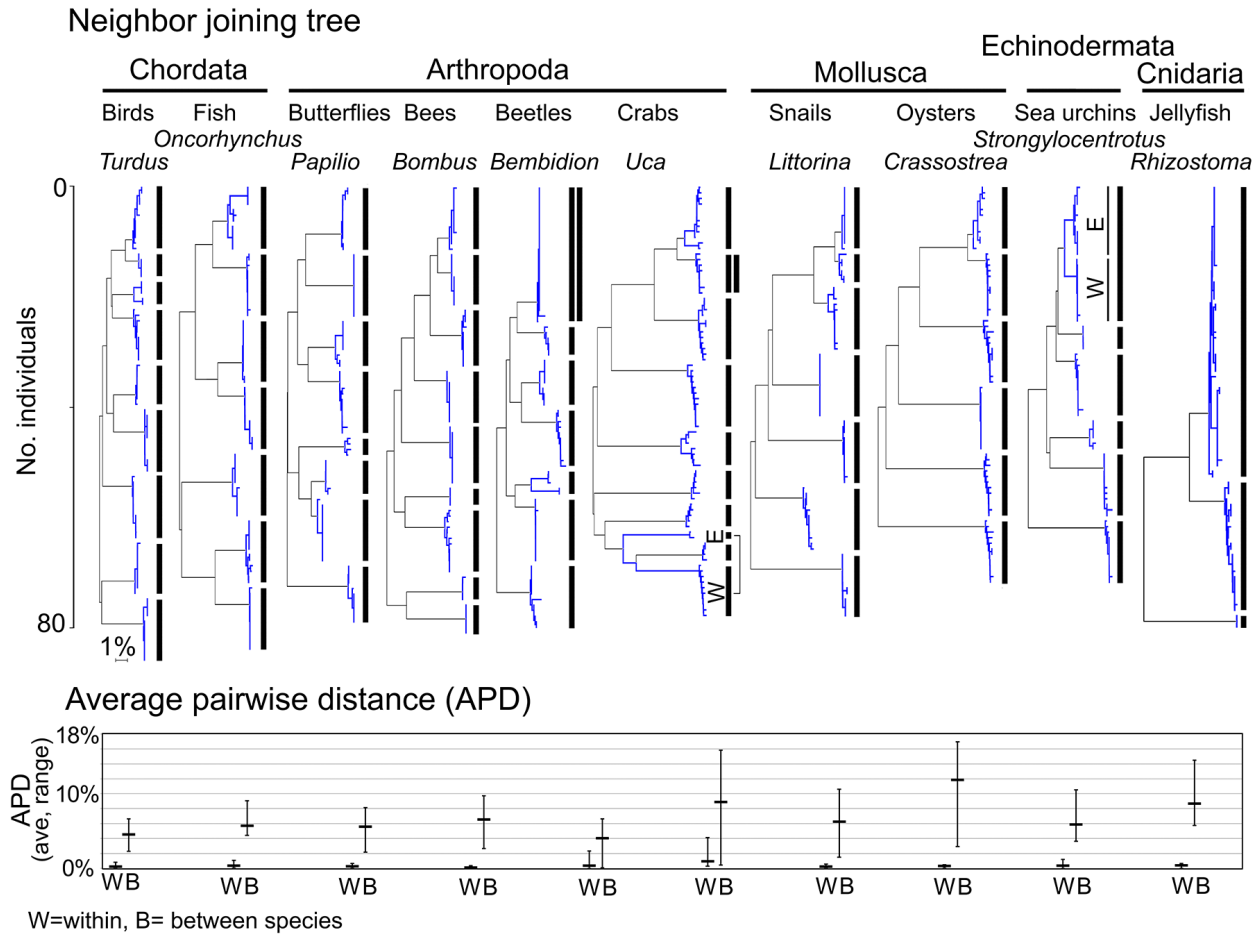 Neighbor joining tree
Echinodermata
Chordata Arthropoda Mollusca Cnidaria
Birds Fish Butterflies Bees Beetles Crabs Snails Oysters Sea urchins Jellyfish
Oncorhynchus Strongylocentrotus
Turdus Papilio Bombus Bembidion Uca Littorina Crassostrea Rhizostoma
0
E
W
No. individuals
E
W
80
1%
Average pairwise distance (APD)
18%
10%
0%
APD
(ave, range)
WB WB WB WB WB WB WB WB WB WB
W=within, B= between species